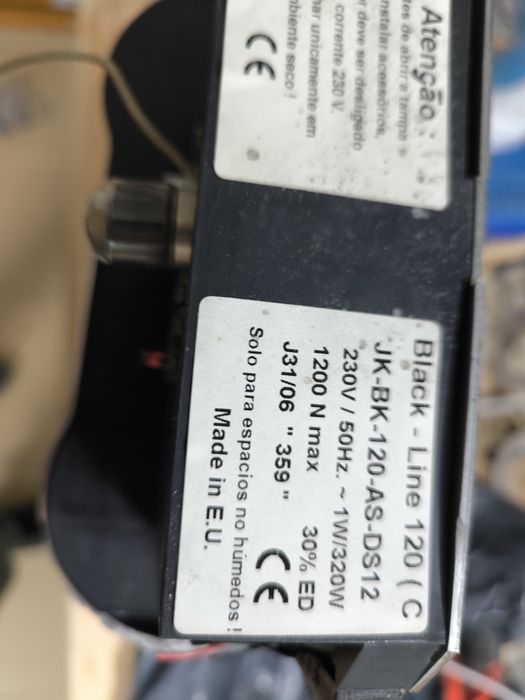 Atenção
tes de abrir a tampa e
nstalar acessórios,
r deve ser desligado
corrente 230 V.
nar unicamente em
mbiente seco !
CE
Black - Line 120 ( C
JK-BK-120-AS-DS12
230V / 50Hz. ~ 1W/320W
1200 N max 30% ED
J31/06 " 359 " CE
Solo para espacios no húmedos !
Made in E.U.